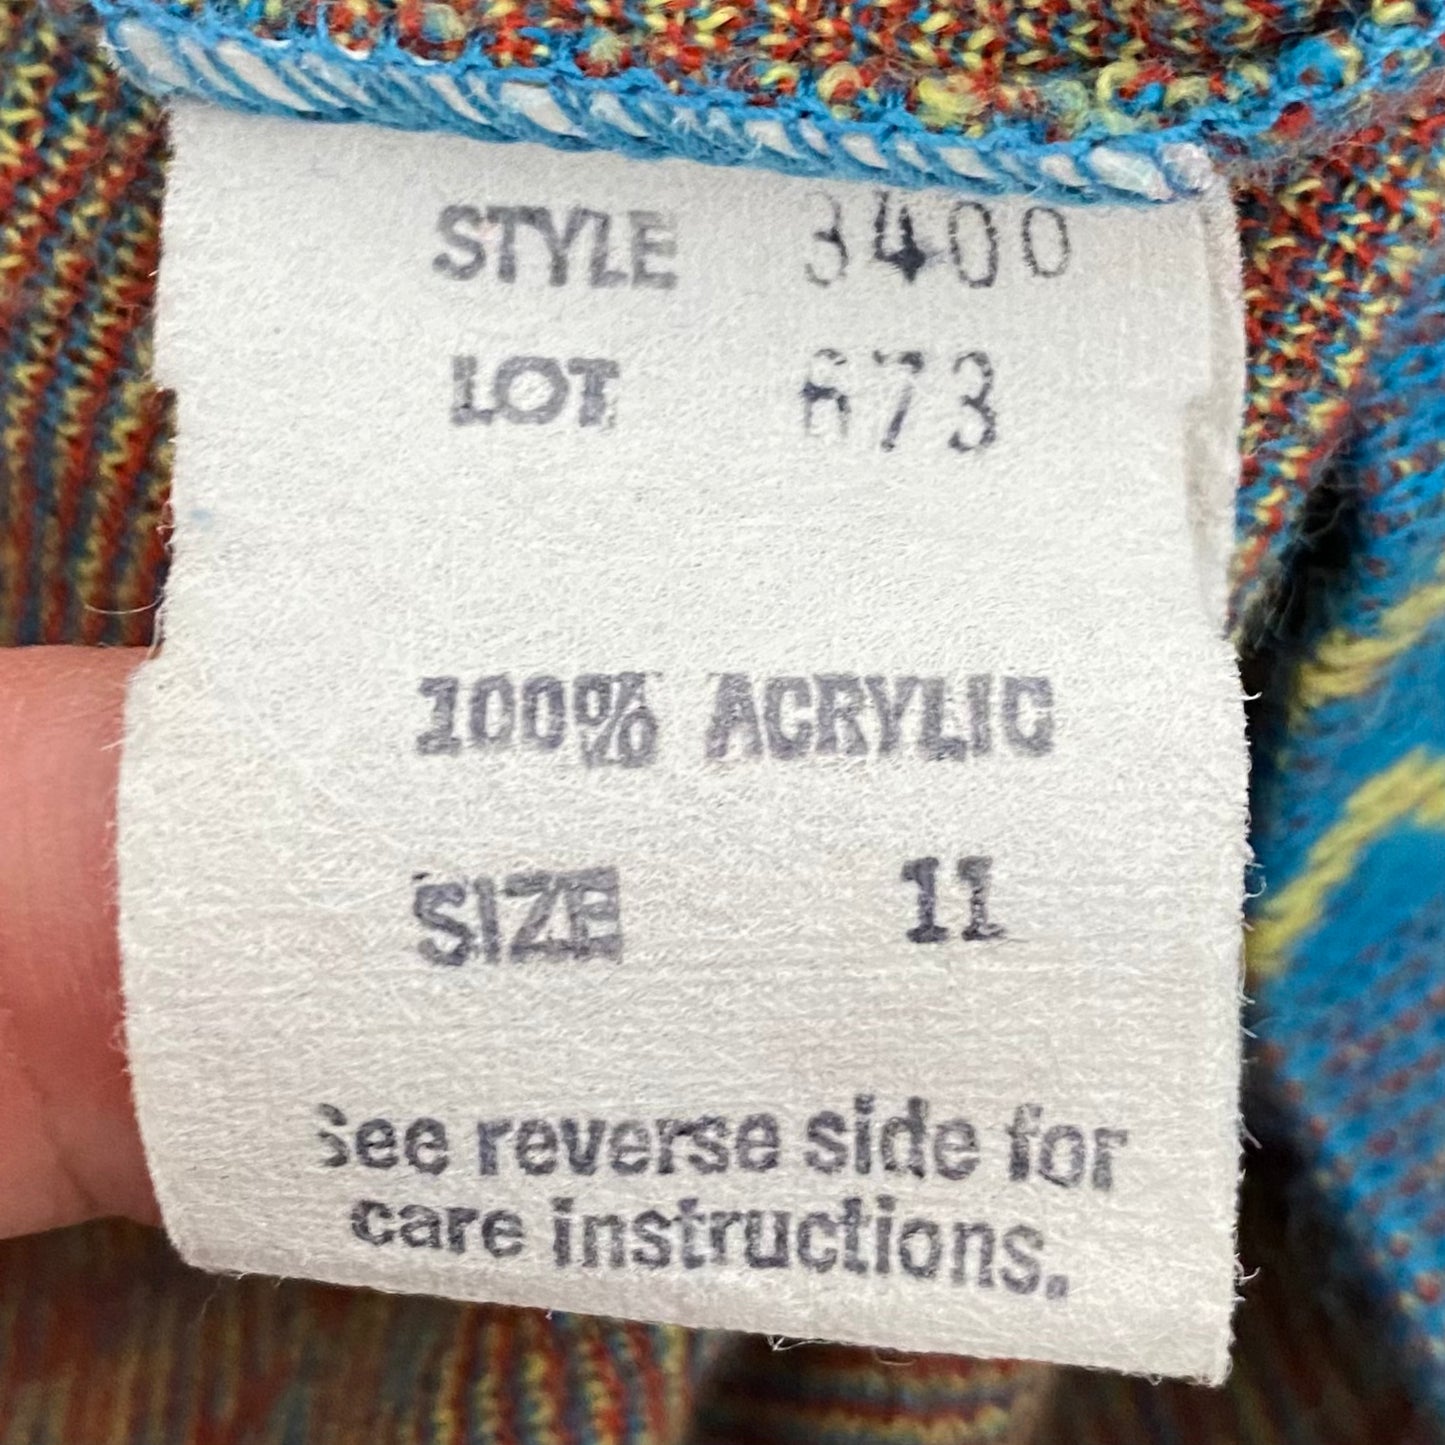 STYLE 3400
LOT 673
100% ACRYLIC
SIZE 11
See reverse side for
care instructions.